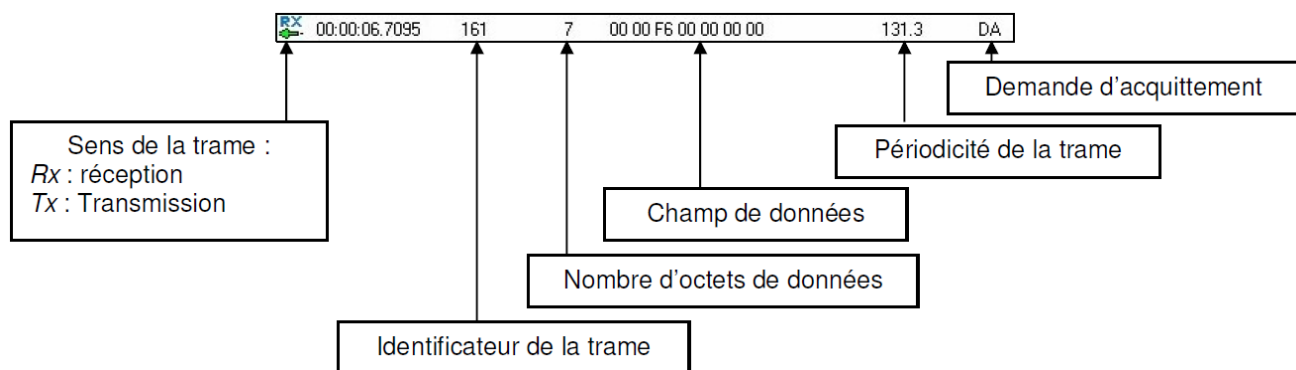 RX 00:00:06.7095 161 7 00 00 F6 00 00 00 00 131.3 DA
Demande d'acquittement
Sens de la trame :
Rx : réception
Tx : Transmission
Périodicité de la trame
Champ de données
Nombre d'octets de données
Identificateur de la trame